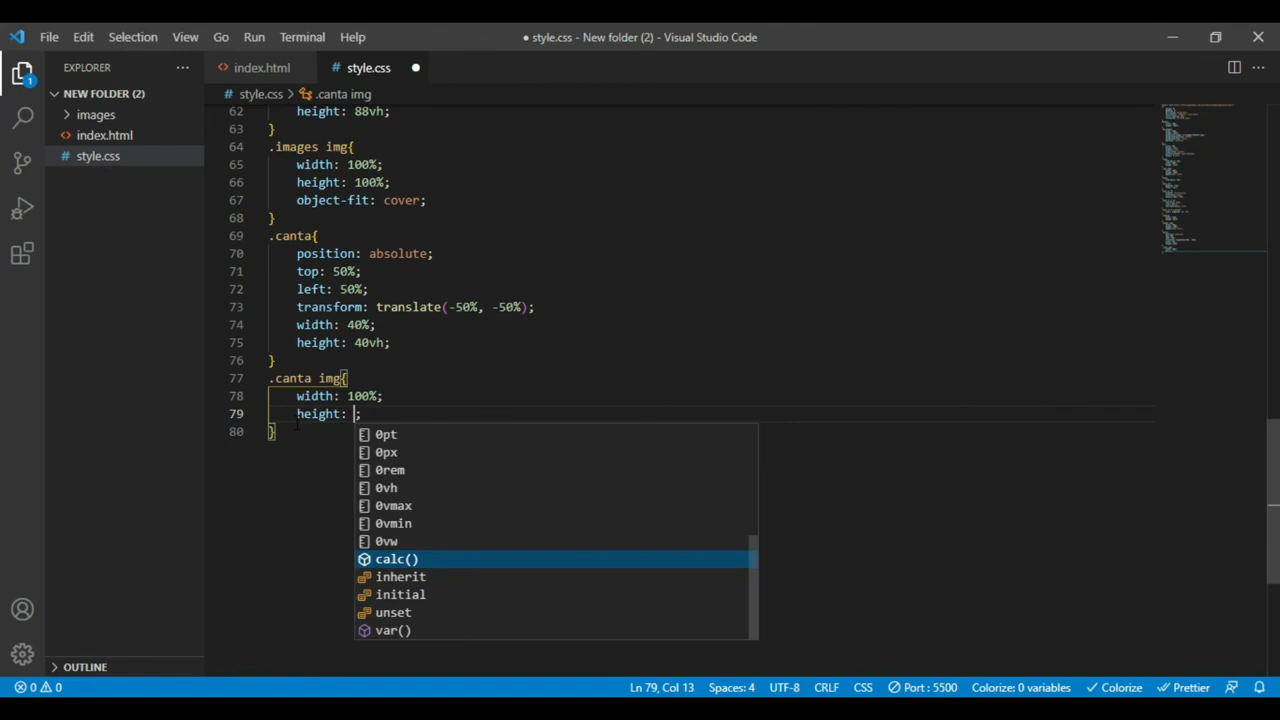 File Edit Selection View Go Run Terminal Help
● style.css - New folder (2) - Visual Studio Code
EXPLORER ···
index.html
style.css ●
NEW FOLDER (2)
images
index.html
style.css
style.css > .canta img
62 height: 88vh;
63 }
64 .images img{
65 width: 100%;
66 height: 100%;
67 object-fit: cover;
68 }
69 .canta{
70 position: absolute;
71 top: 50%;
72 left: 50%;
73 transform: translate(-50%, -50%);
74 width: 40%;
75 height: 40vh;
76 }
77 .canta img{
78 width: 100%;
79 height: ;
80 }
0pt
0px
0rem
0vh
0vmax
0vmin
0vw
calc()
inherit
initial
unset
var()
1
OUTLINE
0 0 Ln 79, Col 13 Spaces: 4 UTF-8 CRLF CSS Port : 5500 Colorize: 0 variables Colorize Prettier